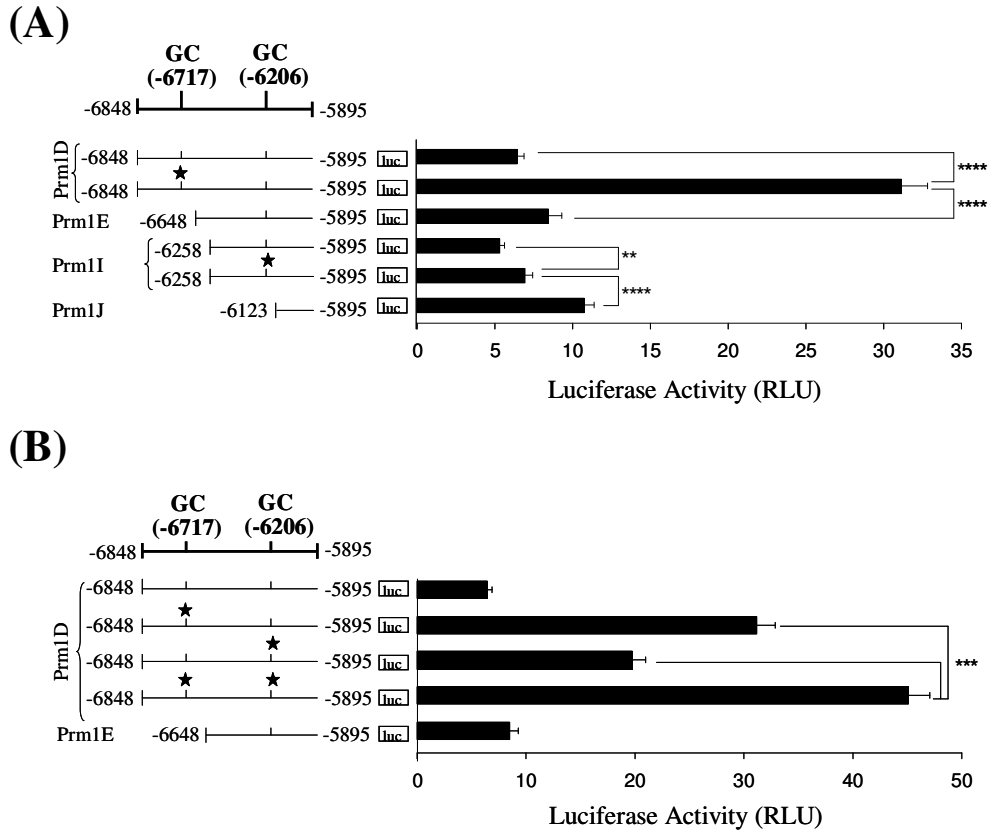 (A)
GC GC
(-6717) (-6206)
-6848 -5895
Prm1D
-6848 -5895 luc
-6848 -5895 luc
Prm1E -6648 -5895 luc
Prm1I
-6258 -5895 luc
-6258 -5895 luc
Prm1J -6123 -5895 luc
****
****
**
****
0 5 10 15 20 25 30 35
Luciferase Activity (RLU)
(B)
GC GC
(-6717) (-6206)
-6848 -5895
Prm1D
-6848 -5895 luc
-6848 -5895 luc
-6848 -5895 luc
-6848 -5895 luc
Prm1E -6648 -5895 luc
***
0 10 20 30 40 50
Luciferase Activity (RLU)